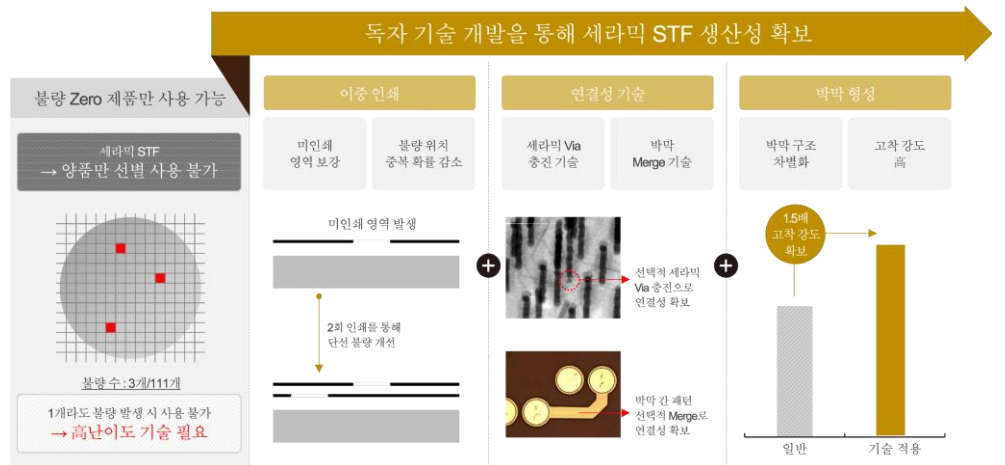 독자 기술 개발을 통해 세라믹 STF 생산성 확보
불량 Zero 제품만 사용 가능
세라믹 STF
→ 양품만 선별 사용 불가
불량 수 : 3개/111개
1개라도 불량 발생 시 사용 불가
→ 高난이도 기술 필요
이중 인쇄
미인쇄
영역 보강
불량 위치
중복 확률 감소
미인쇄 영역 발생
2회 인쇄를 통해
단선 불량 개선
연결성 기술
세라믹 Via
충진 기술
박막
Merge 기술
선택적 세라믹
Via 충진으로
연결성 확보
박막 간 패턴
선택적 Merge로
연결성 확보
박막 형성
박막 구조
차별화
고착 강도
高
1.5배
고착 강도
확보
일반
기술 적용